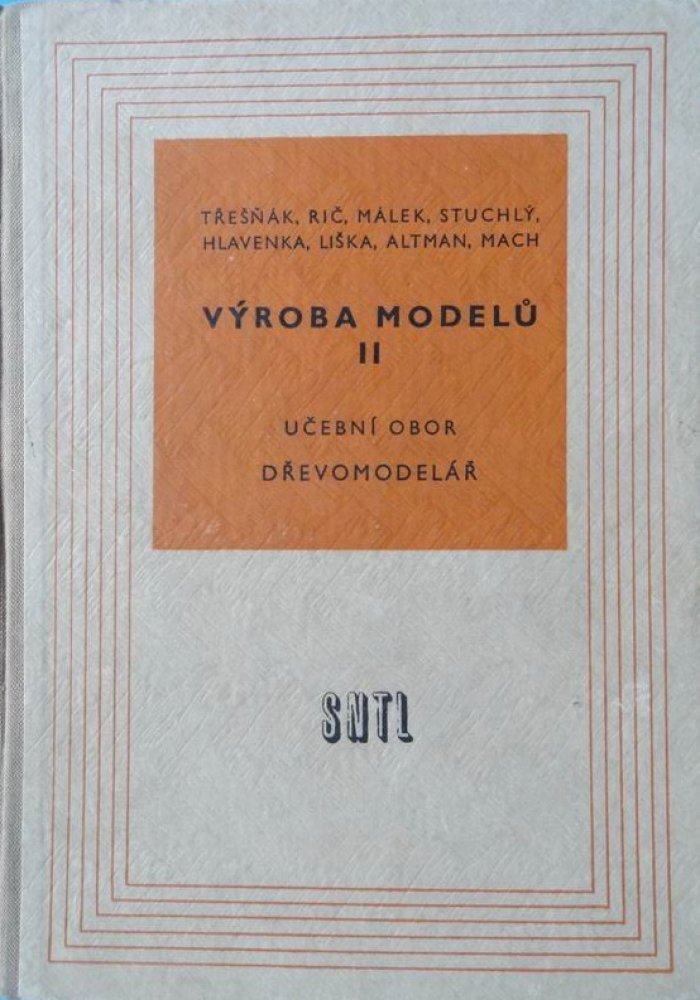 TŘEŠŇÁK, RIČ, MÁLEK, STUCHLÝ,
HLAVENKA, LIŠKA, ALTMAN, MACH
VÝROBA MODELŮ
II
UČEBNÍ OBOR
DŘEVOMODELÁŘ
SNTL